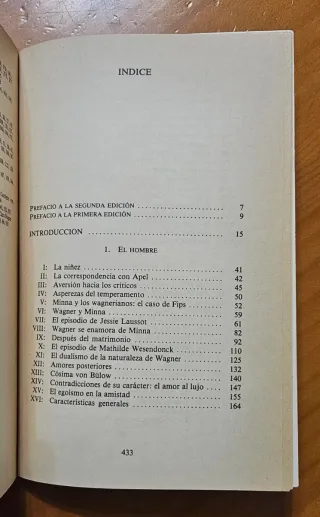 INDICE
PREFACIO A LA SEGUNDA EDICIÓN 7
PREFACIO A LA PRIMERA EDICIÓN 9
INTRODUCCION 15
1. EL HOMBRE
I: La niñez 41
II: La correspondencia con Apel 42
III: Aversión hacia los críticos 45
IV: Asperezas del temperamento 50
V: Minna y los wagnerianos: el caso de Fips 52
VI: Wagner y Minna 59
VII: El episodio de Jessie Laussot 61
VIII: Wagner se enamora de Minna 82
IX: Después del matrimonio 92
X: El episodio de Mathilde Wesendonck 110
XI: El dualismo de la naturaleza de Wagner 125
XII: Amores posteriores 132
XIII: Cósima von Bülow 140
XIV: Contradicciones de su carácter: el amor al lujo 147
XV: El egoísmo en la amistad 155
XVI: Características generales 164
433